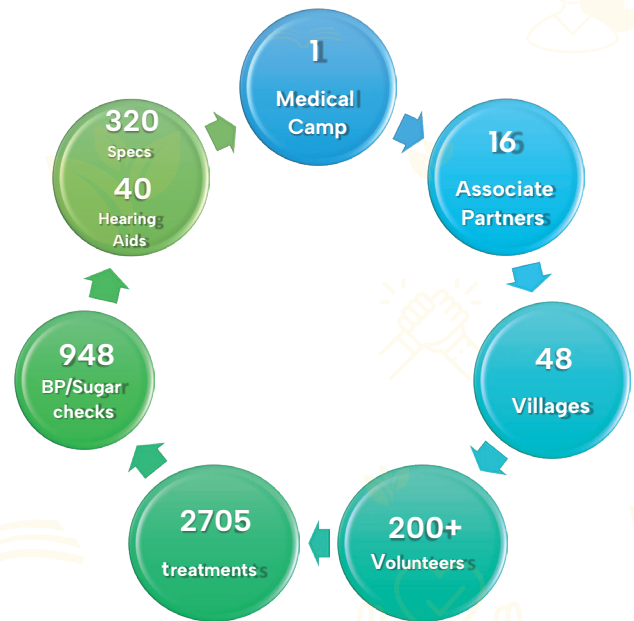 1
Medical
Camp
16
Associate
Partners
48
Villages
200+
Volunteers
2705
treatments
948
BP/Sugar
checks
320
Specs
40
Hearing
Aids